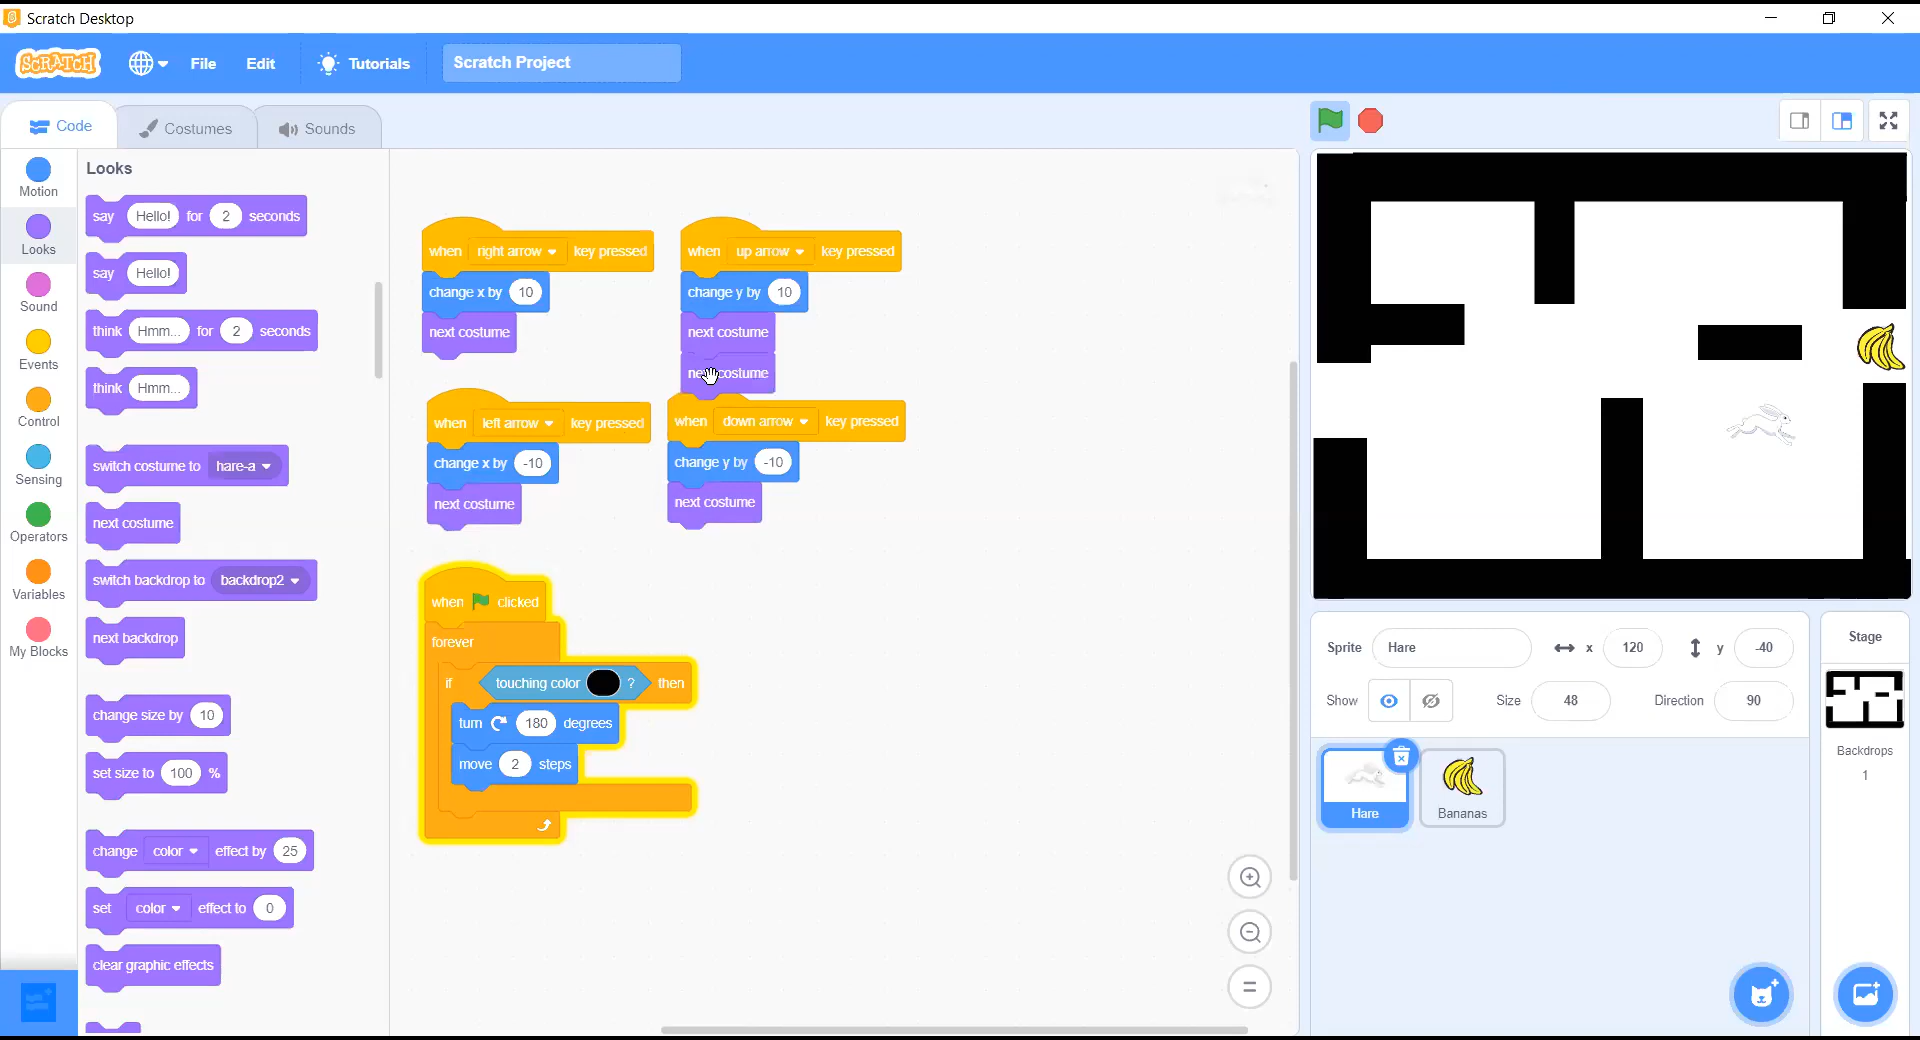 Scratch Desktop
SCRATCH File Edit Tutorials Scratch Project
Code Costumes Sounds
Motion
Looks
Sound
Events
Control
Sensing
Operators
Variables
My Blocks
Looks
say Hello! for 2 seconds
say Hello!
think Hmm... for 2 seconds
think Hmm...
switch costume to hare-a
next costume
switch backdrop to backdrop2
next backdrop
change size by 10
set size to 100 %
change color effect by 25
set color effect to 0
clear graphic effects
when right arrow key pressed
change x by 10
next costume
when up arrow key pressed
change y by 10
next costume
next costume
when left arrow key pressed
change x by -10
next costume
when down arrow key pressed
change y by -10
next costume
when clicked
forever
if touching color ? then
turn 180 degrees
move 2 steps
Sprite Hare x 120 y -40
Show Size 48 Direction 90
Hare
Bananas
Stage
Backdrops
1